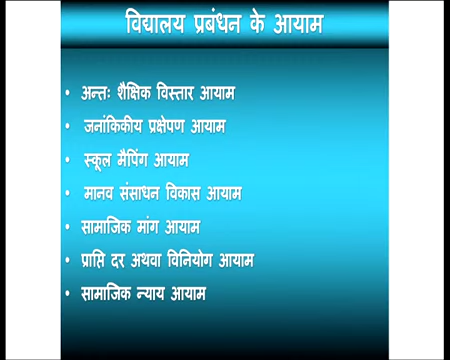 विद्यालय प्रबंधन के आयाम
• अन्तः शैक्षिक विस्तार आयाम
• जनांकिकीय प्रक्षेपण आयाम
• स्कूल मैपिंग आयाम
• मानव संसाधन विकास आयाम
• सामाजिक मांग आयाम
• प्राप्ति दर अथवा विनियोग आयाम
• सामाजिक न्याय आयाम